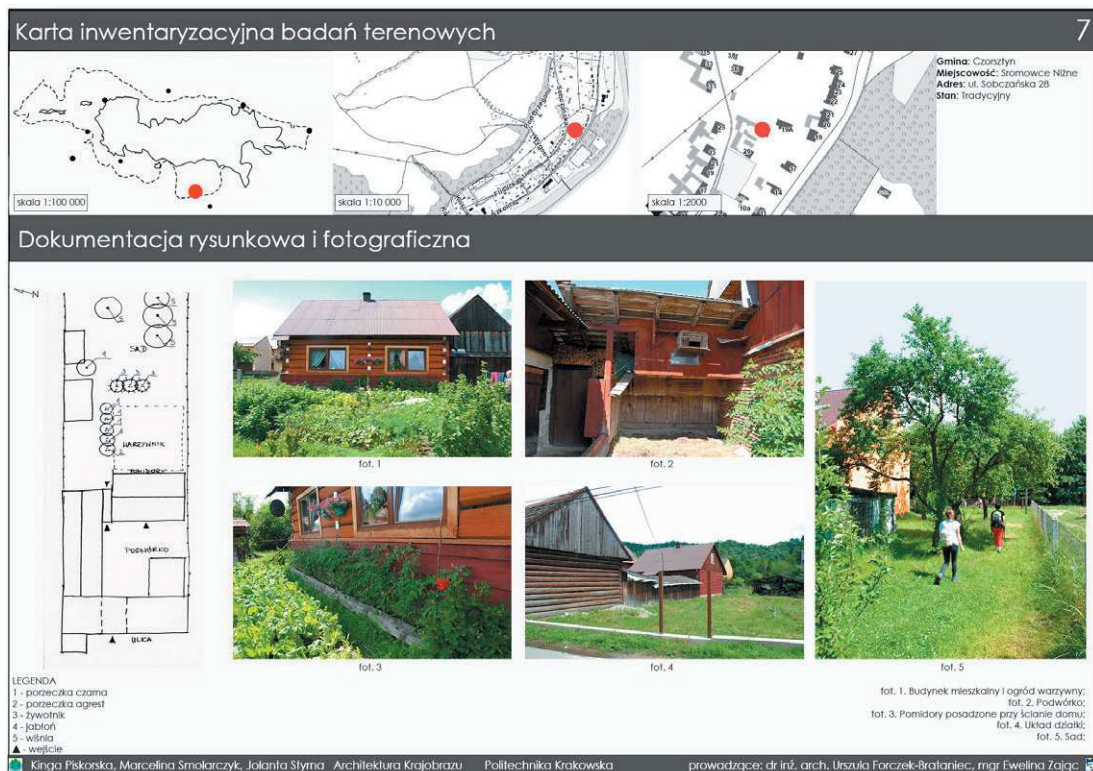 Karta inwentaryzacyjna badań terenowych 7
Gmina: Czorsztyn
Miejscowość: Sromowce Niżne
Adres: ul. Sobczańska 28
Stan: Tradycyjny
skala 1:100 000
skala 1:10 000
skala 1:2000
Dokumentacja rysunkowa i fotograficzna
N
SAD
WARZYWNIK
POMIDORY
PODWÓRKO
ULICA
fot. 1
fot. 2
fot. 3
fot. 4
fot. 5
LEGENDA
1 - porzeczka czarna
2 - porzeczka agrest
3 - żywotnik
4 - jabłoń
5 - wiśnia
▲ - wejście
fot. 1. Budynek mieszkalny i ogród warzywny;
fot. 2. Podwórko;
fot. 3. Pomidory posadzone przy ścianie domu;
fot. 4. Układ działki;
fot. 5. Sad;
Kinga Piskorska, Marcelina Smolarczyk, Jolanta Styrna Architektura Krajobrazu Politechnika Krakowska prowadzące: dr inż. arch. Urszula Forczek-Brataniec, mgr Ewelina Zając